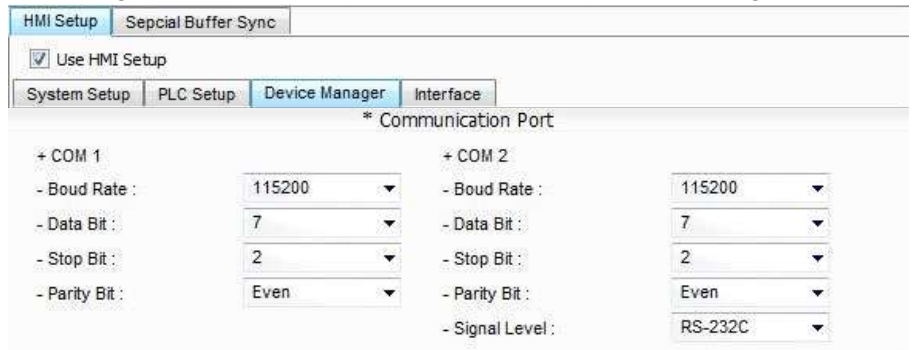 HMI Setup Sepcial Buffer Sync
Use HMI Setup
System Setup PLC Setup Device Manager Interface
* Communication Port
+ COM 1 + COM 2
- Boud Rate : 115200 - Boud Rate : 115200
- Data Bit : 7 - Data Bit : 7
- Stop Bit : 2 - Stop Bit : 2
- Parity Bit : Even - Parity Bit : Even
- Signal Level : RS-232C